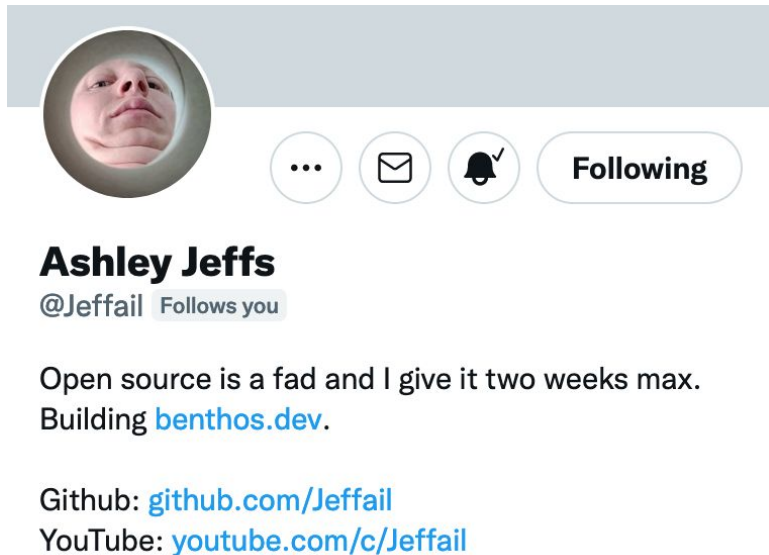 Following
Ashley Jeffs
@Jeffail Follows you
Open source is a fad and I give it two weeks max.
Building benthos.dev.
Github: github.com/Jeffail
YouTube: youtube.com/c/Jeffail